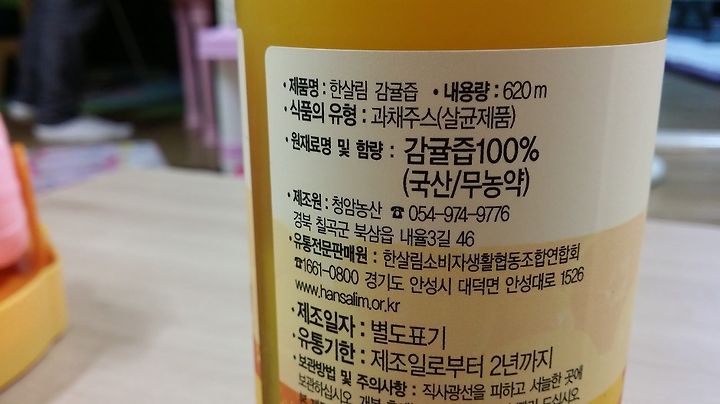 • 제품명 : 한살림 감귤즙 • 내용량 : 620 m
• 식품의 유형 : 과채주스(살균제품)
• 원재료명 및 함량 : 감귤즙100%
(국산/무농약)
• 제조원 : 청암농산 ☎ 054-974-9776
경북 칠곡군 북삼읍 내율3길 46
• 유통전문판매원 : 한살림소비자생활협동조합연합회
☎1661-0800 경기도 안성시 대덕면 안성대로 1526
www.hansalim.or.kr
• 제조일자 : 별도표기
• 유통기한 : 제조일로부터 2년까지
• 보관방법 및 주의사항 : 직사광선을 피하고 서늘한 곳에
보관하십시오